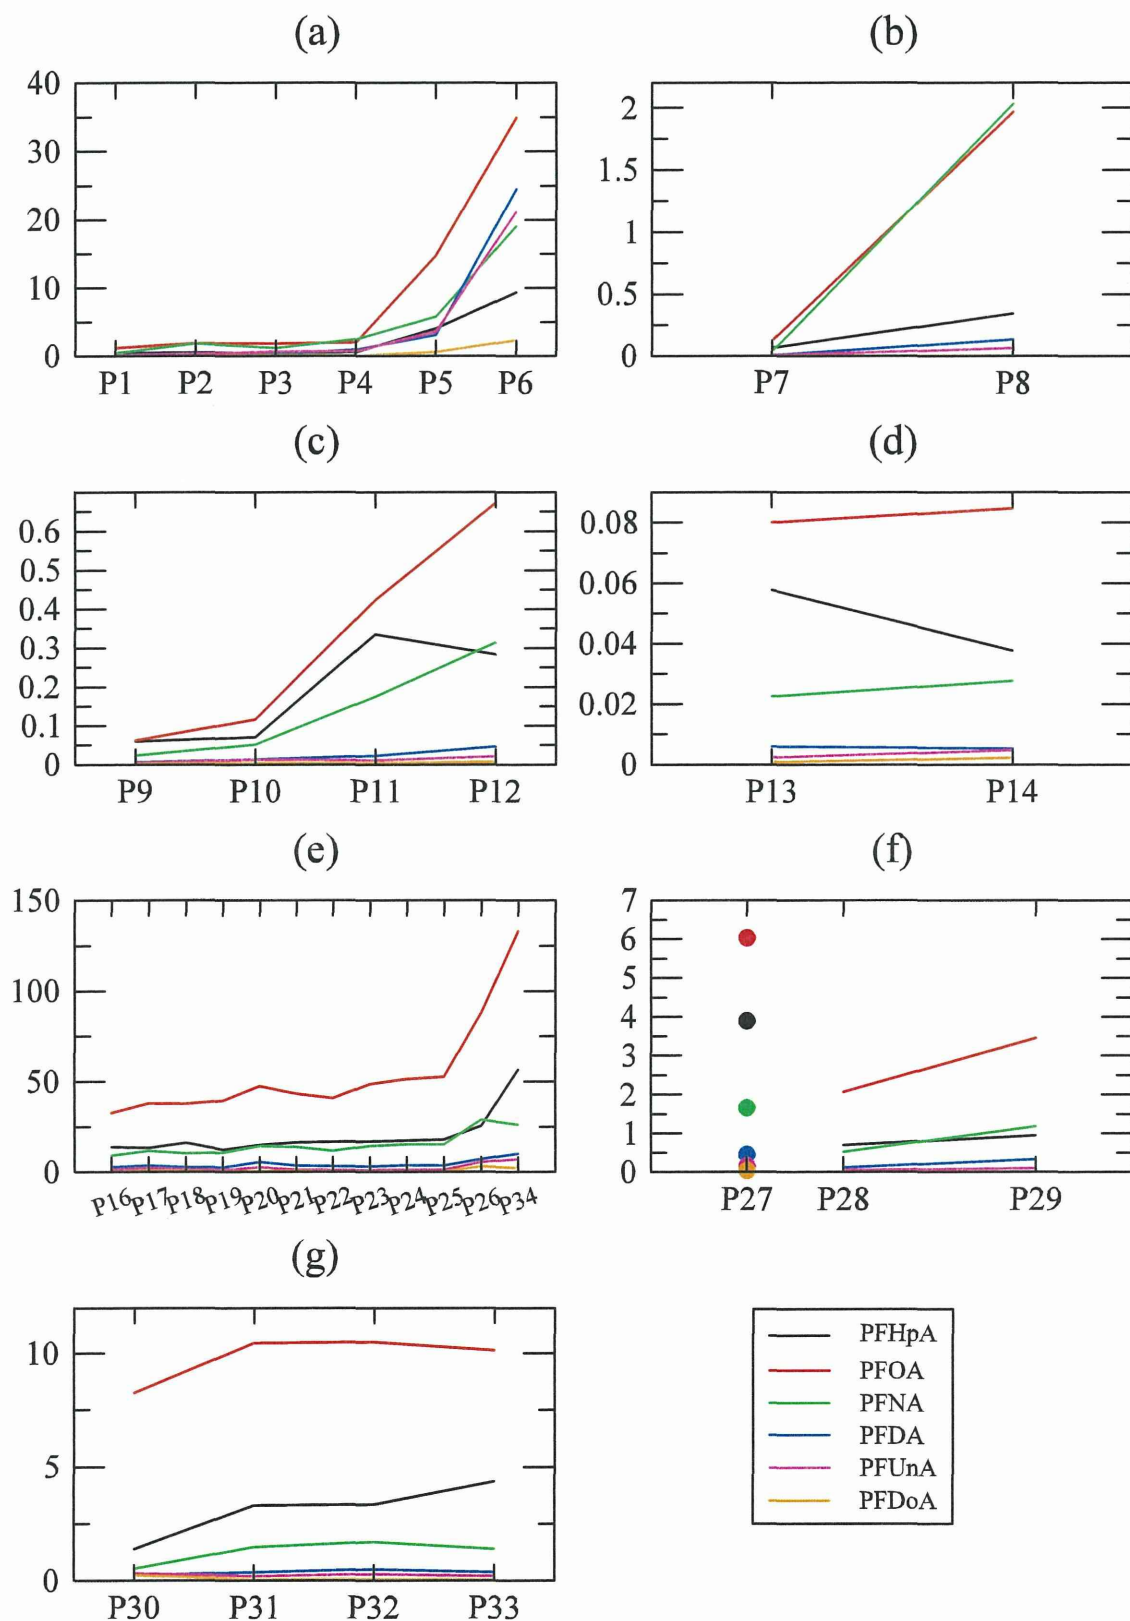 (a)
40
30
20
10
0
P1 P2 P3 P4 P5 P6
(b)
2
1.5
1
0.5
0
P7 P8
(c)
0.6
0.5
0.4
0.3
0.2
0.1
0
P9 P10 P11 P12
(d)
0.08
0.06
0.04
0.02
0
P13 P14
(e)
150
100
50
0
P16 P17 P18 P19 P20 P21 P22 P23 P24 P25 P26 P34
(f)
7
6
5
4
3
2
1
0
P27 P28 P29
(g)
10
5
0
P30 P31 P32 P33
PFHpA
PFOA
PFNA
PFDA
PFUnA
PFDoA